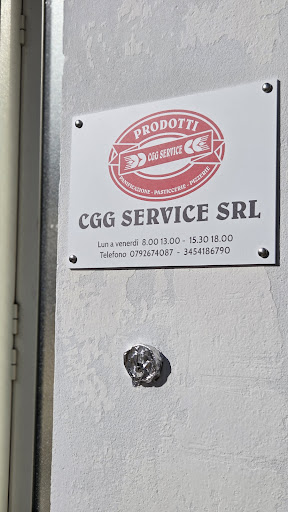 PRODOTTI
CGG SERVICE
PANIFICAZIONE - PASTICCERIE - PIZZERIE
CGG SERVICE SRL
Lun a venerdì 8.00 13.00 - 15.30 18.00
Telefono 0792674087 - 3454186790